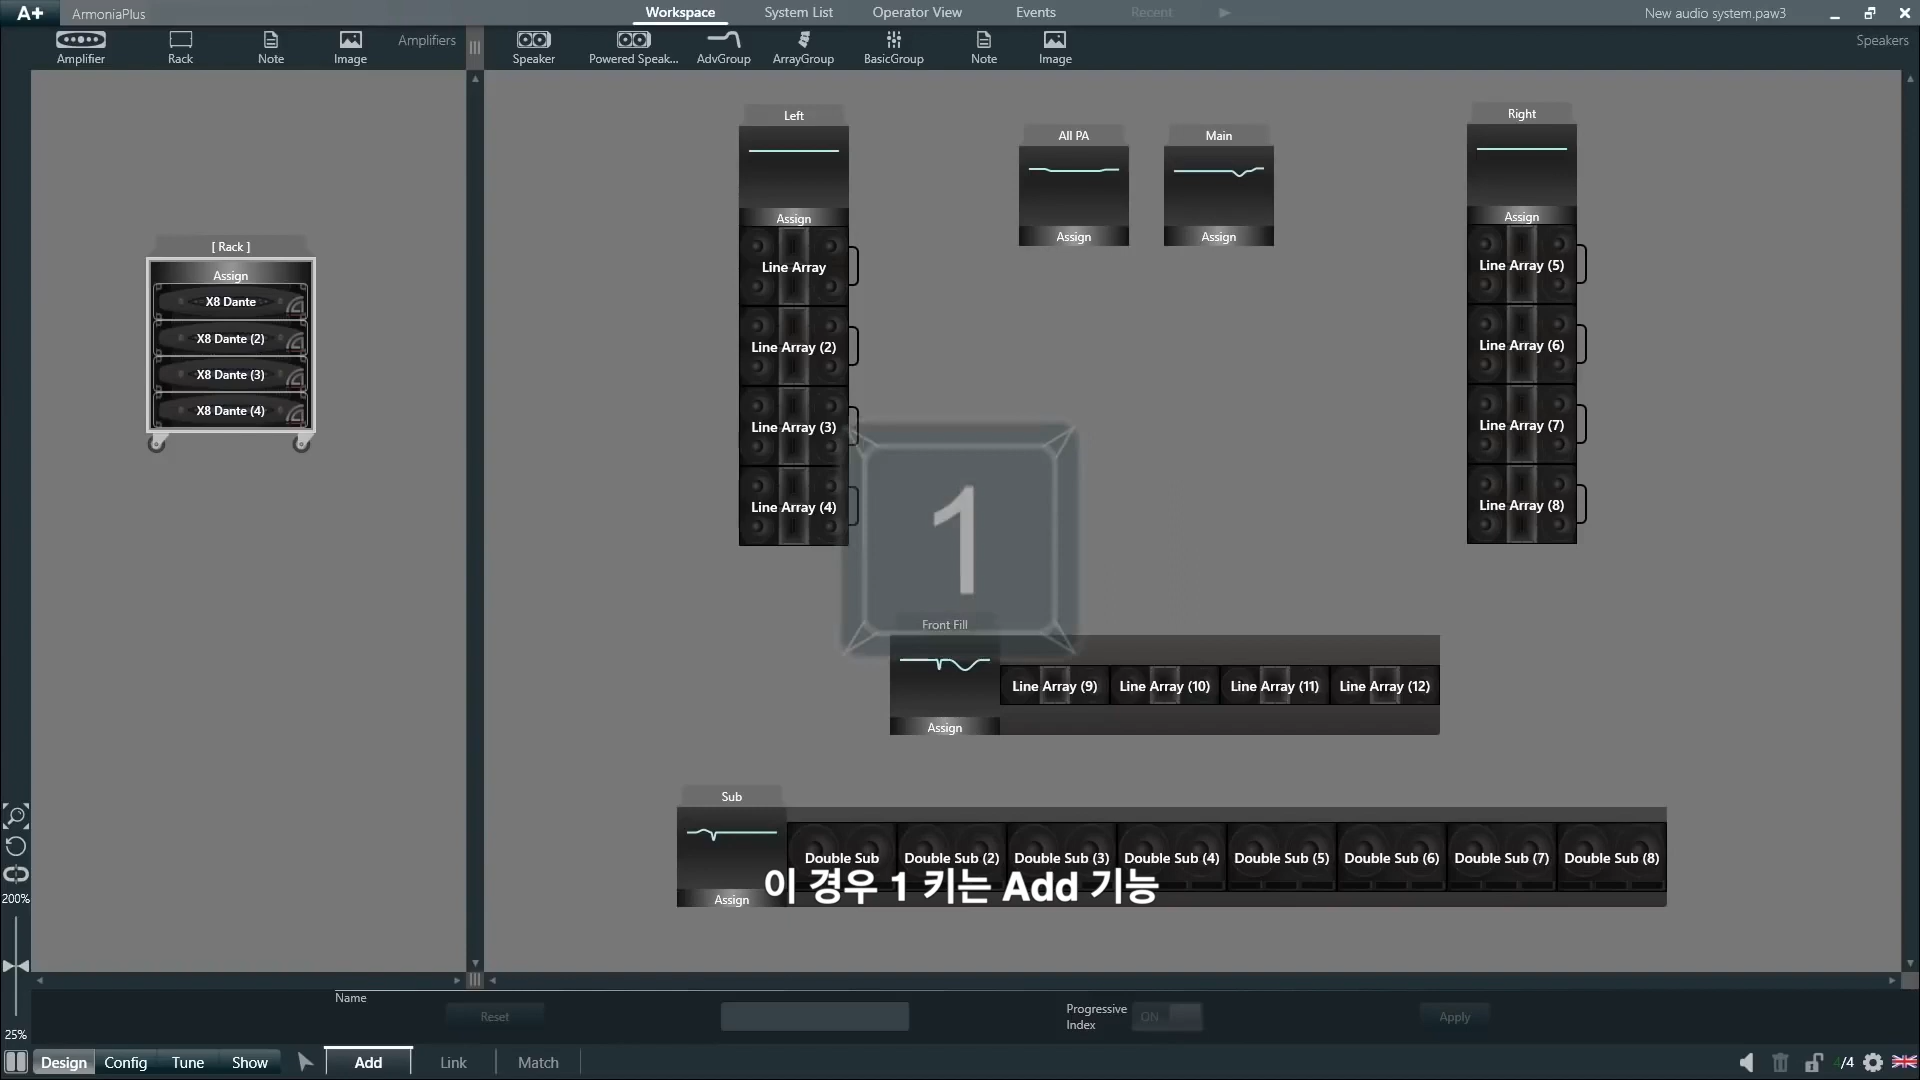 A+ ArmoniaPlus Workspace System List Operator View Events Recent New audio system.paw3
Amplifier Rack Note Image Amplifiers
Speaker Powered Speak... AdvGroup ArrayGroup BasicGroup Note Image Speakers
[ Rack ]
Assign
X8 Dante
X8 Dante (2)
X8 Dante (3)
X8 Dante (4)
Left
Assign
Line Array
Line Array (2)
Line Array (3)
Line Array (4)
All PA
Assign
Main
Assign
Right
Assign
Line Array (5)
Line Array (6)
Line Array (7)
Line Array (8)
1
Front Fill
Assign
Line Array (9) Line Array (10) Line Array (11) Line Array (12)
Sub
Assign
Double Sub Double Sub (2) Double Sub (3) Double Sub (4) Double Sub (5) Double Sub (6) Double Sub (7) Double Sub (8)
이 경우 1 키는 Add 기능
200%
25%
Name
Reset
Progressive
Index
ON
Apply
Design Config Tune Show Add Link Match
4/4